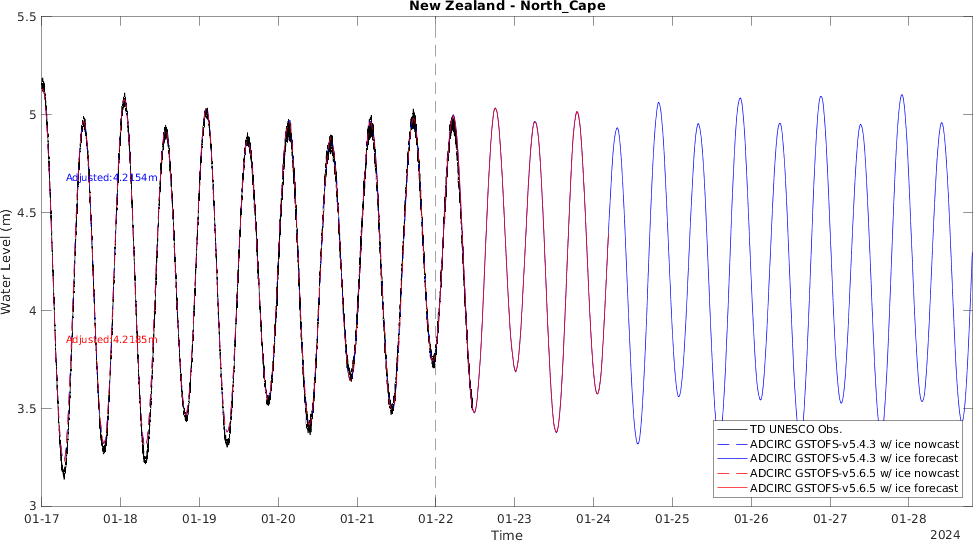 New Zealand - North_Cape
5.5
5
4.5
4
3.5
3
Water Level (m)
Adjusted:4.2154m
Adjusted:4.2185m
TD UNESCO Obs.
ADCIRC GSTOFS-v5.4.3 w/ ice nowcast
ADCIRC GSTOFS-v5.4.3 w/ ice forecast
ADCIRC GSTOFS-v5.6.5 w/ ice nowcast
ADCIRC GSTOFS-v5.6.5 w/ ice forecast
01-17 01-18 01-19 01-20 01-21 01-22 01-23 01-24 01-25 01-26 01-27 01-28
Time
2024